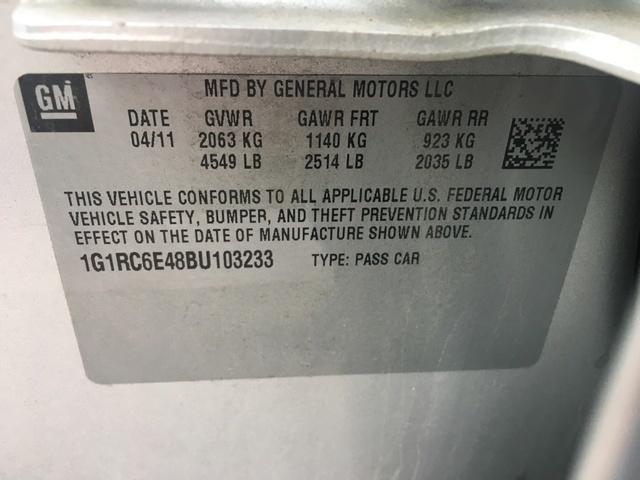 GM
MFD BY GENERAL MOTORS LLC
DATE GVWR GAWR FRT GAWR RR
04/11 2063 KG 1140 KG 923 KG
4549 LB 2514 LB 2035 LB
THIS VEHICLE CONFORMS TO ALL APPLICABLE U.S. FEDERAL MOTOR
VEHICLE SAFETY, BUMPER, AND THEFT PREVENTION STANDARDS IN
EFFECT ON THE DATE OF MANUFACTURE SHOWN ABOVE.
1G1RC6E48BU103233 TYPE: PASS CAR